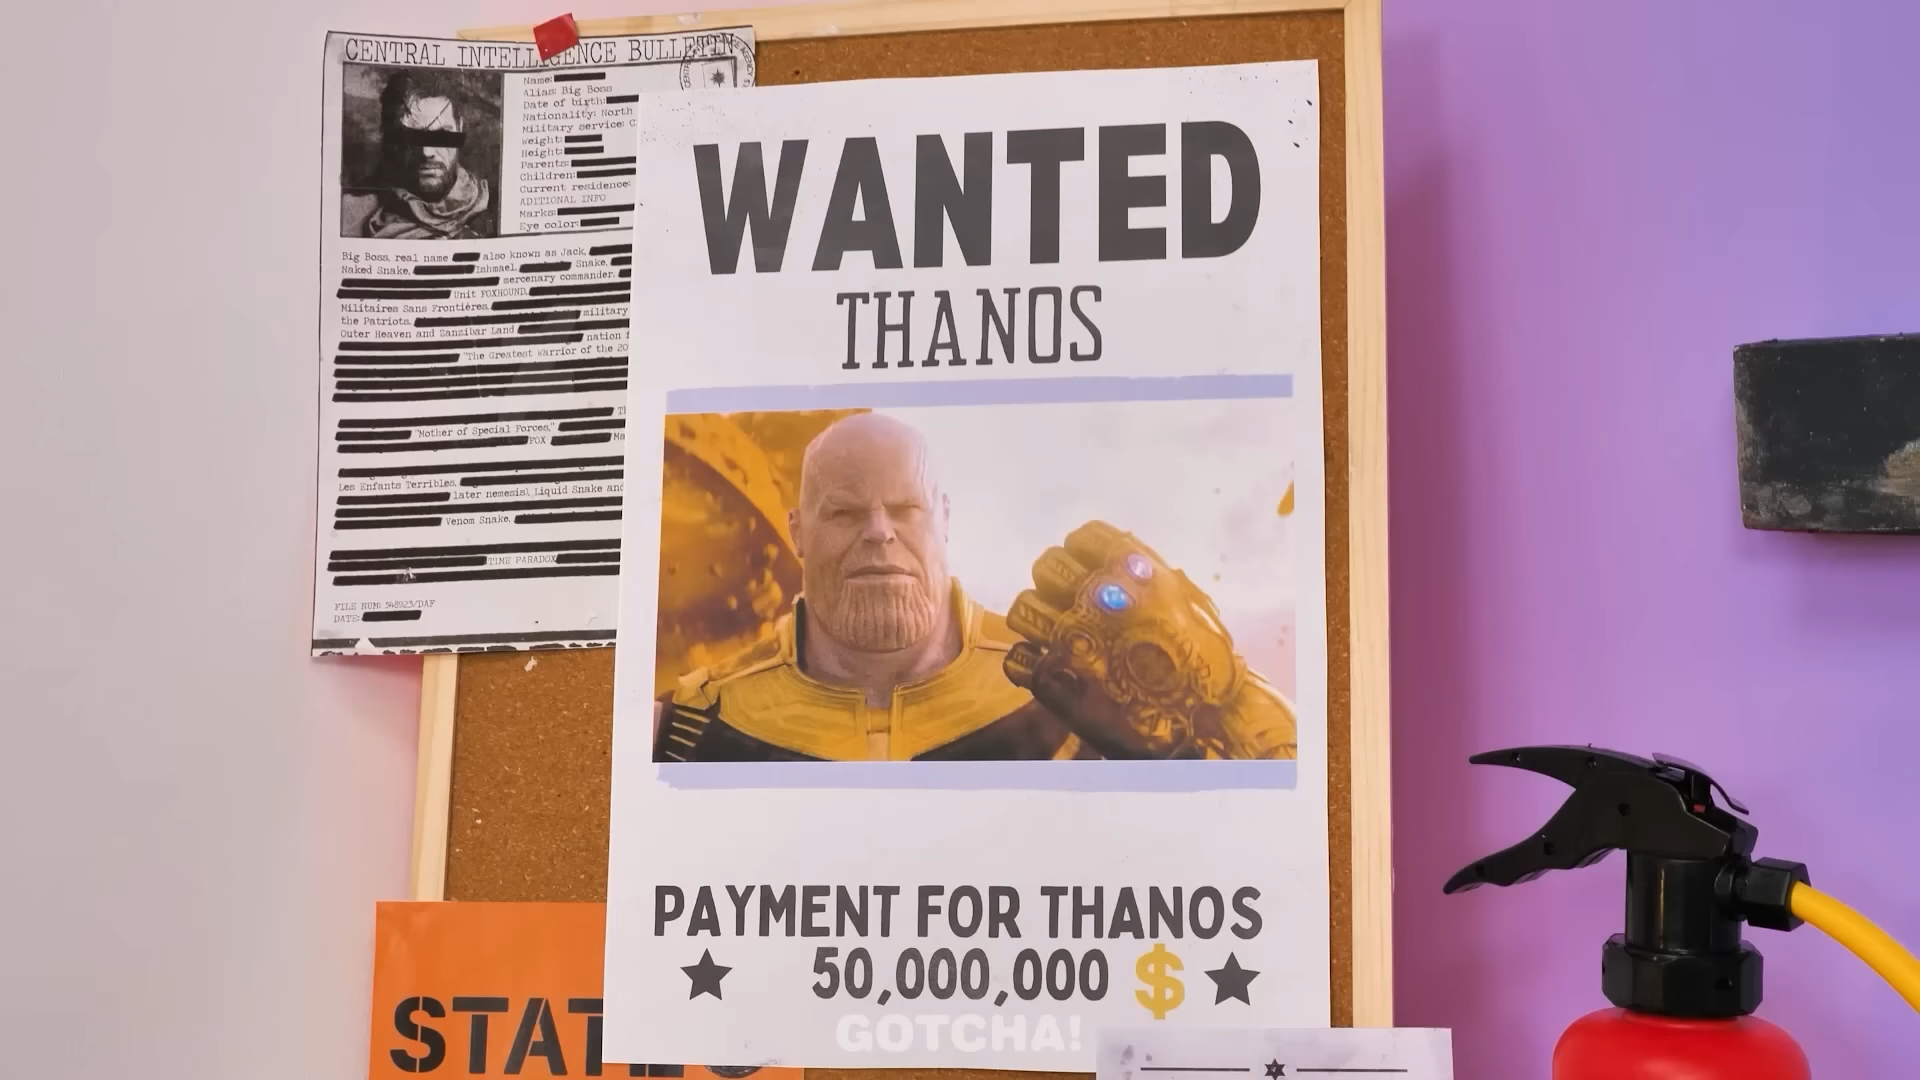 CENTRAL INTELLIGENCE BULLETIN
Name:
Alias: Big Boss
Date of birth:
Nationality: North
Military service: C
Weight:
Height:
Parents:
Children:
Current residence:
ADITIONAL INFO
Marks:
Eye color:
Big Boss, real name also known as Jack,
Naked Snake, Ishmael, Snake,
mercenary commander.
Unit FOXHOUND,
Militaires Sans Frontières,
military
the Patriots,
Outer Heaven and Zanzibar Land
nation
"The Greatest Warrior of the 20
"Mother of Special Forces,"
FOX Ma
Les Enfants Terribles,
later nemesis), Liquid Snake and
Venom Snake,
TIME PARADOX
FILE NUM: 348923/DAF
DATE:
WANTED
THANOS
PAYMENT FOR THANOS
50,000,000 $
GOTCHA!